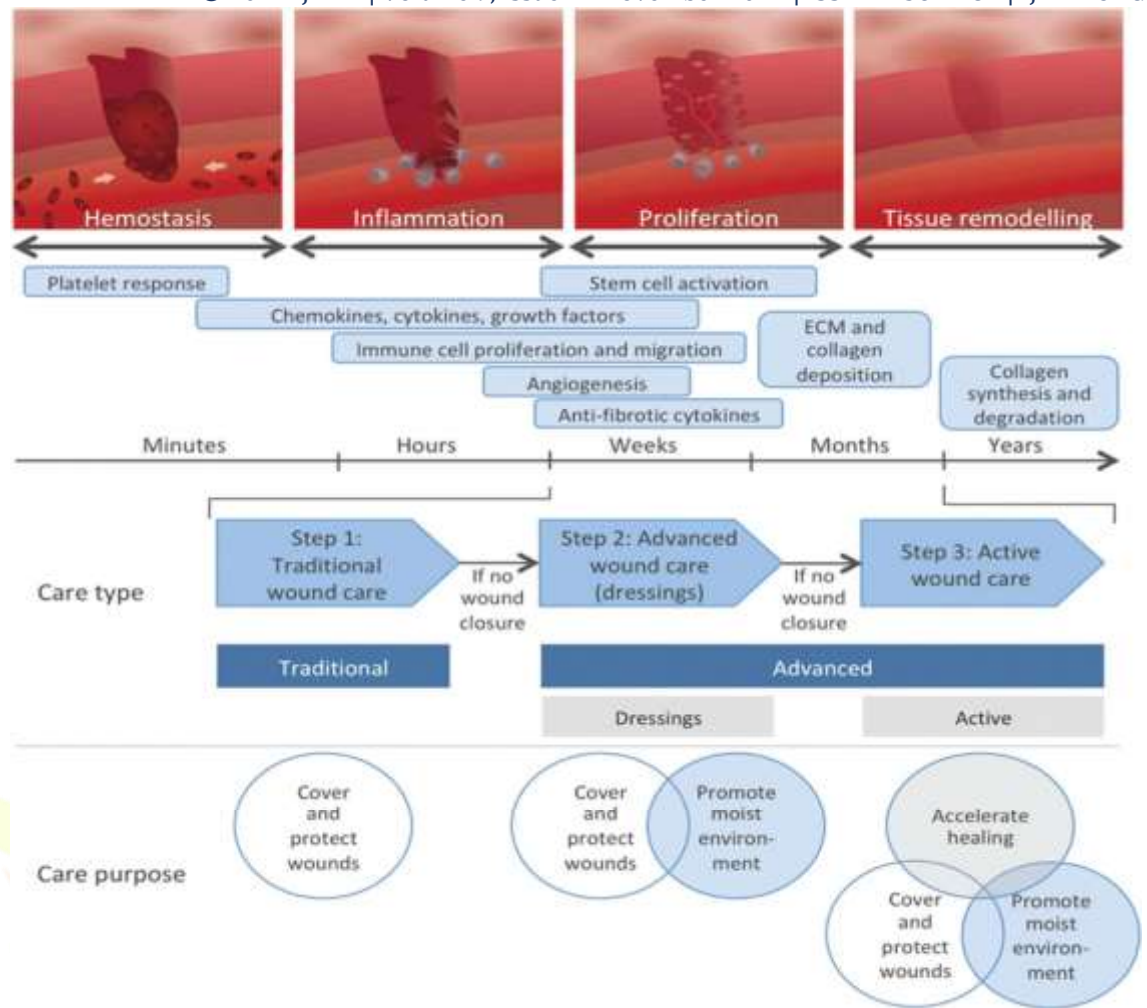 Hemostasis
Inflammation
Proliferation
Tissue remodelling
Platelet response
Stem cell activation
Chemokines, cytokines, growth factors
ECM and
collagen
deposition
Immune cell proliferation and migration
Collagen
synthesis and
degradation
Angiogenesis
Anti-fibrotic cytokines
Minutes
Hours
Weeks
Months
Years
Care type
Step 1:
Traditional
wound care
If no
wound
closure
Step 2: Advanced
wound care
(dressings)
If no
wound
closure
Step 3: Active
wound care
Traditional
Advanced
Dressings
Active
Care purpose
Cover
and
protect
wounds
Cover
and
protect
wounds
Promote
moist
environ-
ment
Accelerate
healing
Cover
and
protect
wounds
Promote
moist
environ-
ment